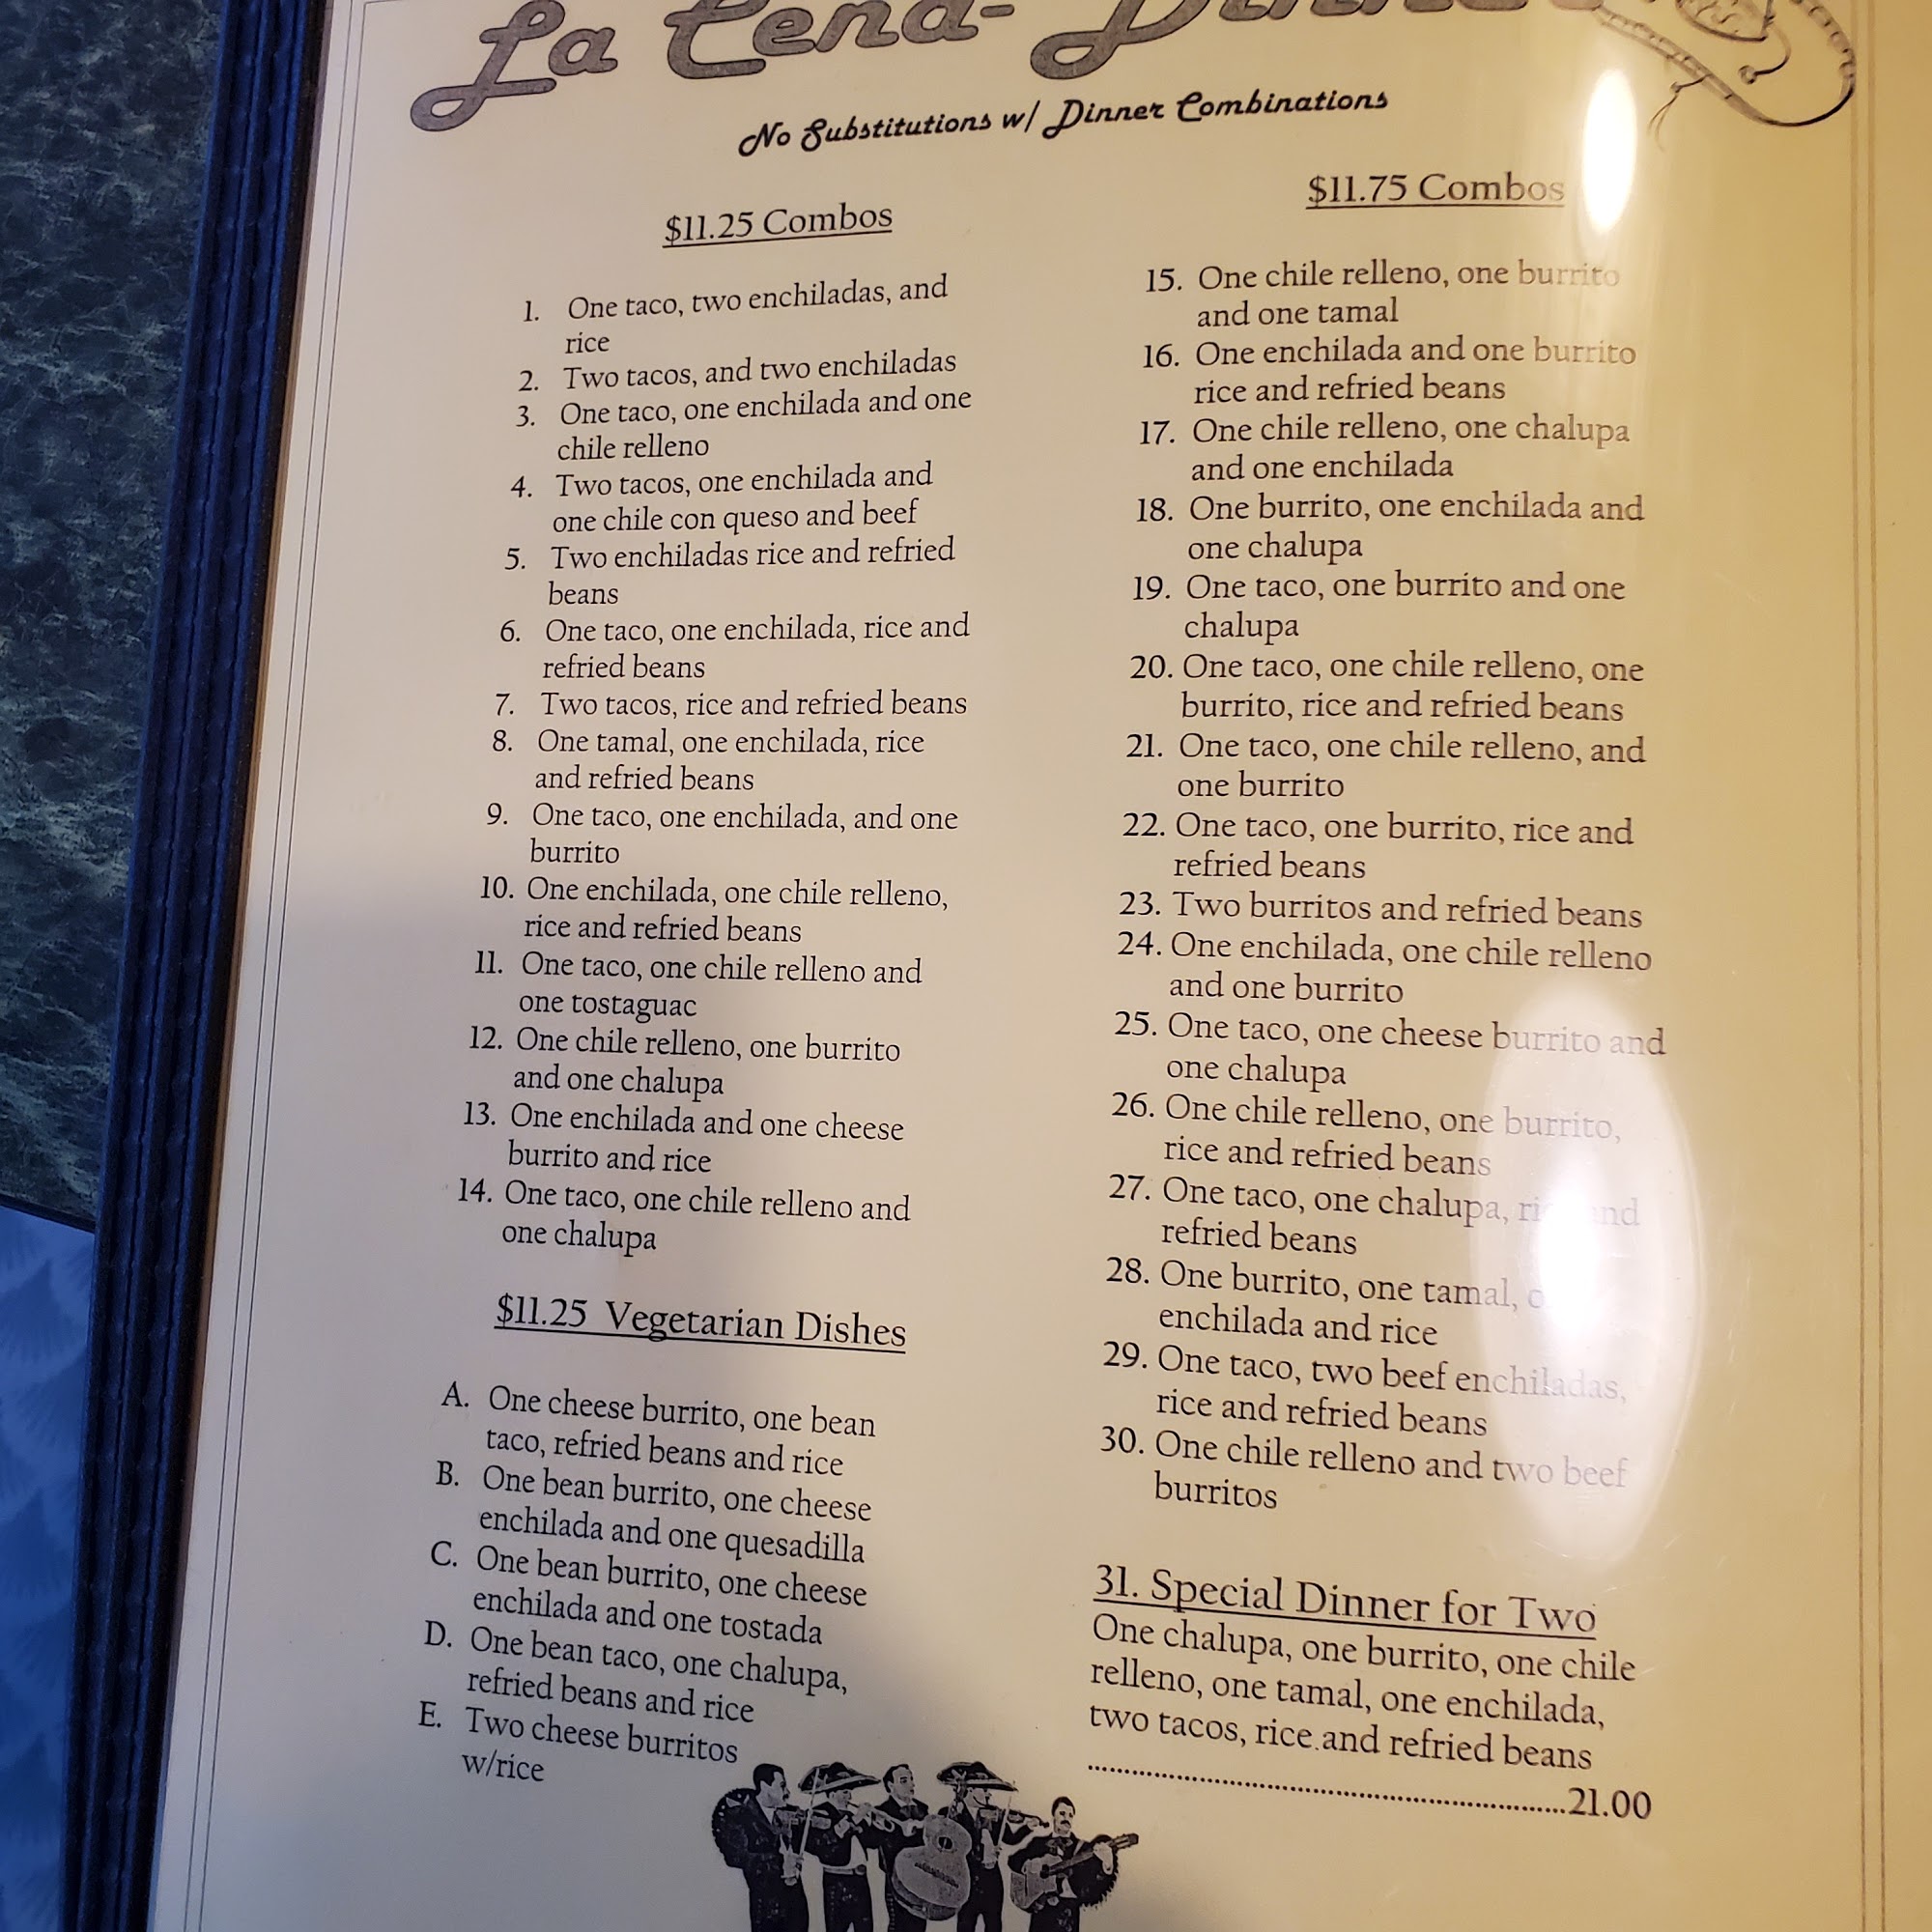 La Cena-
No Substitutions w/ Dinner Combinations
$11.25 Combos
1. One taco, two enchiladas, and
rice
2. Two tacos, and two enchiladas
3. One taco, one enchilada and one
chile relleno
4. Two tacos, one enchilada and
one chile con queso and beef
5. Two enchiladas rice and refried
beans
6. One taco, one enchilada, rice and
refried beans
7. Two tacos, rice and refried beans
8. One tamal, one enchilada, rice
and refried beans
9. One taco, one enchilada, and one
burrito
10. One enchilada, one chile relleno,
rice and refried beans
11. One taco, one chile relleno and
one tostaguac
12. One chile relleno, one burrito
and one chalupa
13. One enchilada and one cheese
burrito and rice
14. One taco, one chile relleno and
one chalupa
$11.25 Vegetarian Dishes
A. One cheese burrito, one bean
taco, refried beans and rice
B. One bean burrito, one cheese
enchilada and one quesadilla
C. One bean burrito, one cheese
enchilada and one tostada
D. One bean taco, one chalupa,
refried beans and rice
E. Two cheese burritos
w/rice
$11.75 Combos
15. One chile relleno, one burrito
and one tamal
16. One enchilada and one burrito
rice and refried beans
17. One chile relleno, one chalupa
and one enchilada
18. One burrito, one enchilada and
one chalupa
19. One taco, one burrito and one
chalupa
20. One taco, one chile relleno, one
burrito, rice and refried beans
21. One taco, one chile relleno, and
one burrito
22. One taco, one burrito, rice and
refried beans
23. Two burritos and refried beans
24. One enchilada, one chile relleno
and one burrito
25. One taco, one cheese burrito and
one chalupa
26. One chile relleno, one burrito,
rice and refried beans
27. One taco, one chalupa, and
refried beans
28. One burrito, one tamal,
enchilada and rice
29. One taco, two beef enchiladas,
rice and refried beans
30. One chile relleno and two beef
burritos
31. Special Dinner for Two
One chalupa, one burrito, one chile
relleno, one tamal, one enchilada,
two tacos, rice and refried beans
..........................................................21.00